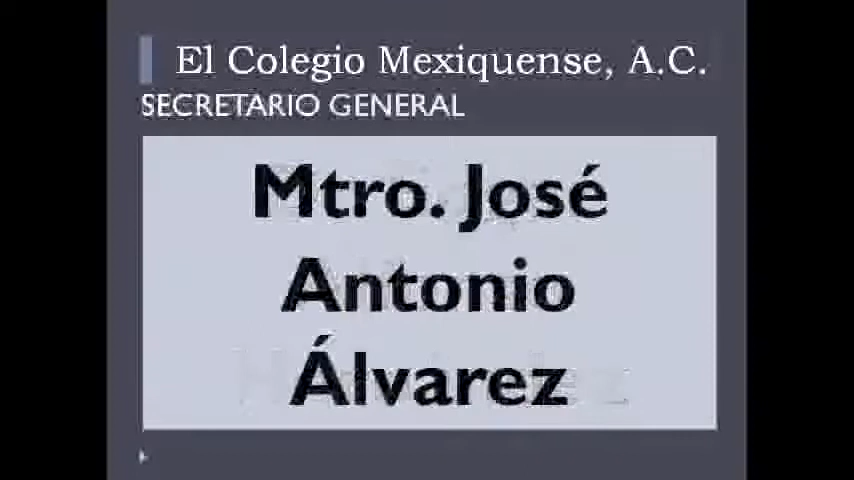 El Colegio Mexiquense, A.C.
SECRETARIO GENERAL
Mtro. José
Antonio
Álvarez